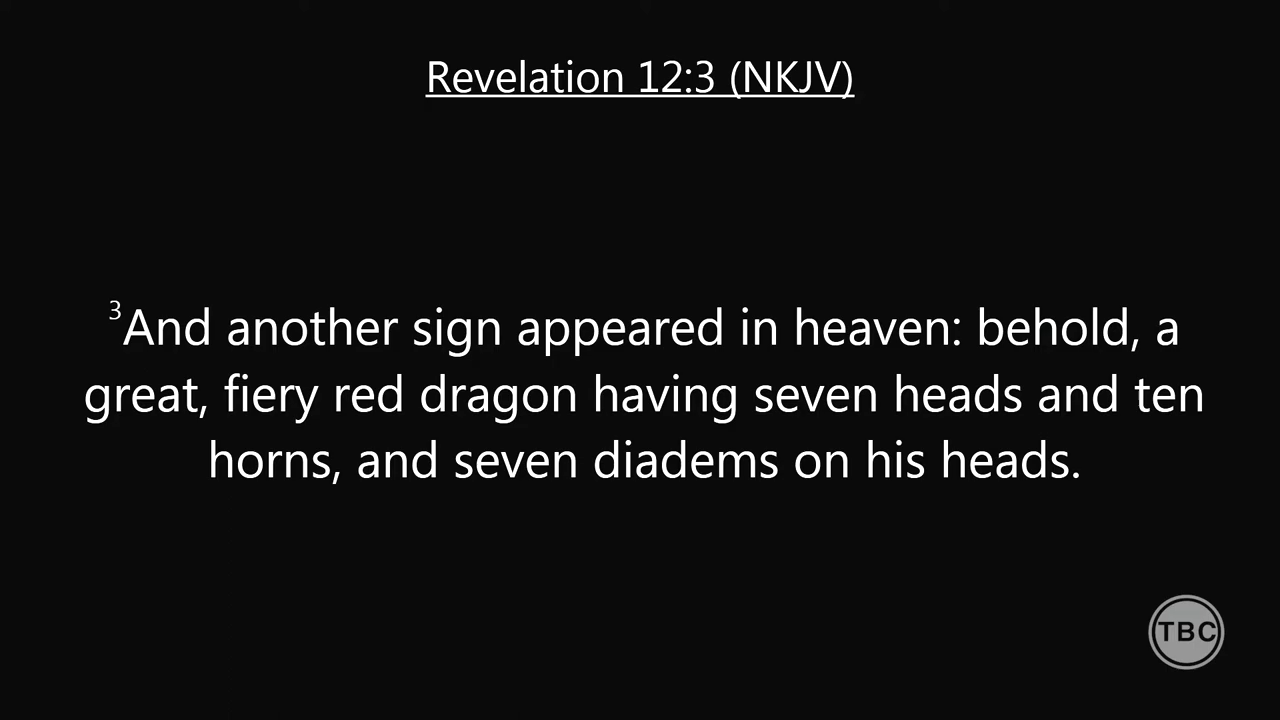 Revelation 12:3 (NKJV)
3And another sign appeared in heaven: behold, a
great, fiery red dragon having seven heads and ten
horns, and seven diadems on his heads.
TBC